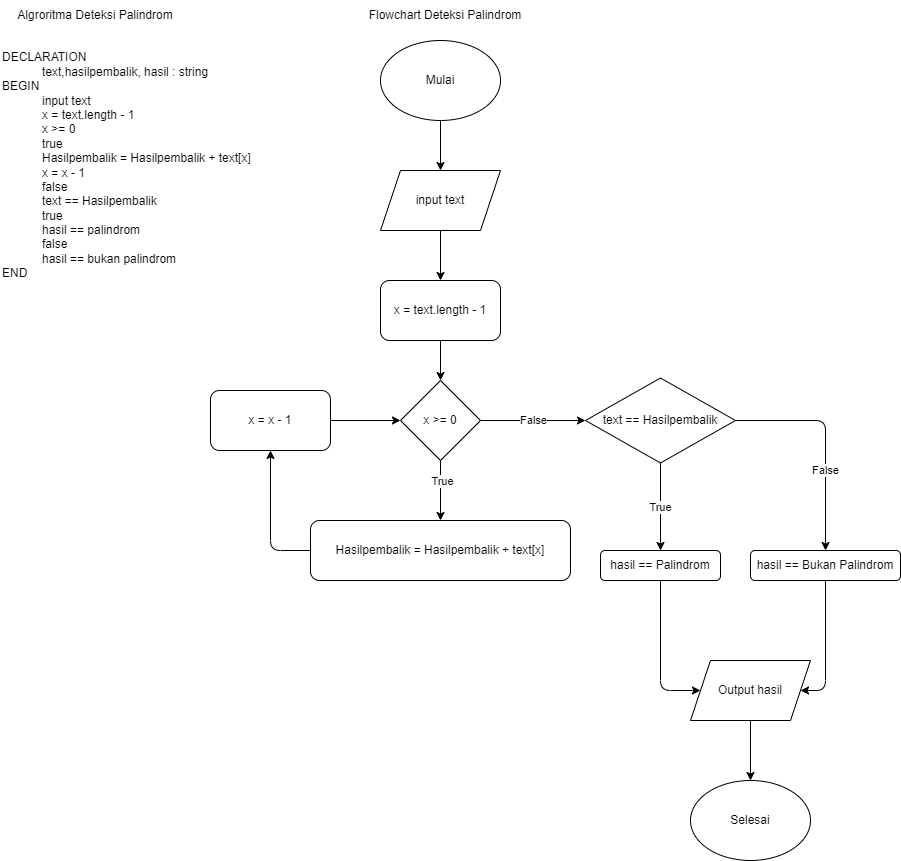 Algroritma Deteksi Palindrom
DECLARATION
text,hasilpembalik, hasil : string
BEGIN
input text
x = text.length - 1
x >= 0
true
Hasilpembalik = Hasilpembalik + text[x]
x = x - 1
false
text == Hasilpembalik
true
hasil == palindrom
false
hasil == bukan palindrom
END
Flowchart Deteksi Palindrom
Mulai
input text
x = text.length - 1
x = x - 1
x >= 0
False
text == Hasilpembalik
False
True
True
Hasilpembalik = Hasilpembalik + text[x]
hasil == Palindrom
hasil == Bukan Palindrom
Output hasil
Selesai